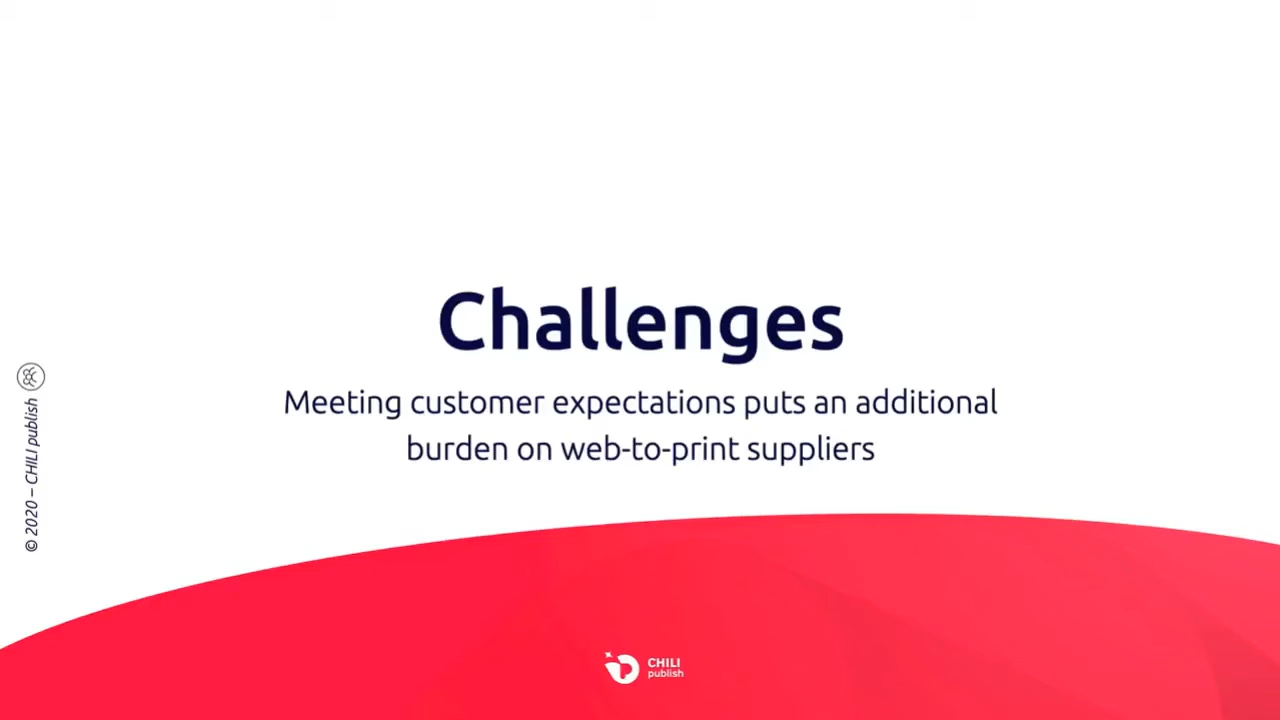 Challenges
Meeting customer expectations puts an additional
burden on web-to-print suppliers
© 2020 – CHILI publish
CHILI
publish